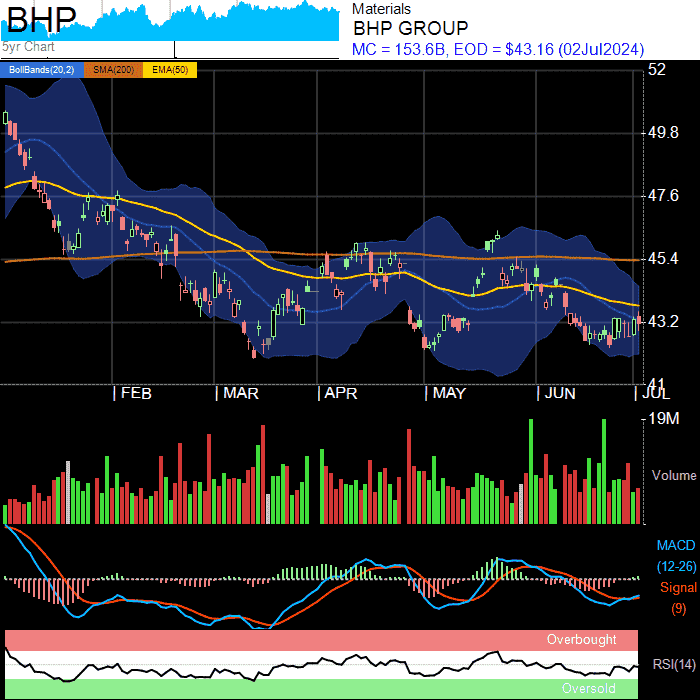 BHP
5yr Chart
Materials
BHP GROUP
MC = 153.6B, EOD = $43.16 (02Jul2024)
BollBands(20,2) SMA(200) EMA(50)
52
49.8
47.6
45.4
43.2
41
FEB MAR APR MAY JUN JUL
19M
Volume
MACD
(12-26)
Signal
(9)
Overbought
RSI(14)
Oversold